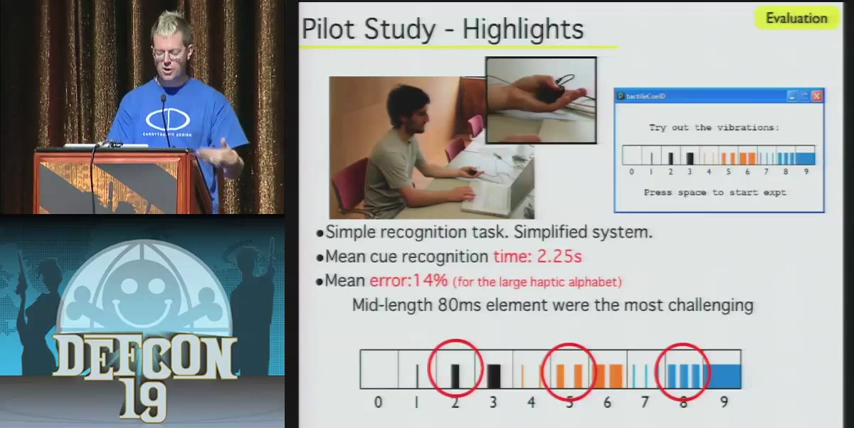 Pilot Study - Highlights
Evaluation
tactileCueID
Try out the vibrations:
0 1 2 3 4 5 6 7 8 9
Press space to start expt
•Simple recognition task. Simplified system.
•Mean cue recognition time: 2.25s
•Mean error:14% (for the large haptic alphabet)
Mid-length 80ms element were the most challenging
0 1 2 3 4 5 6 7 8 9
DEFCON
19